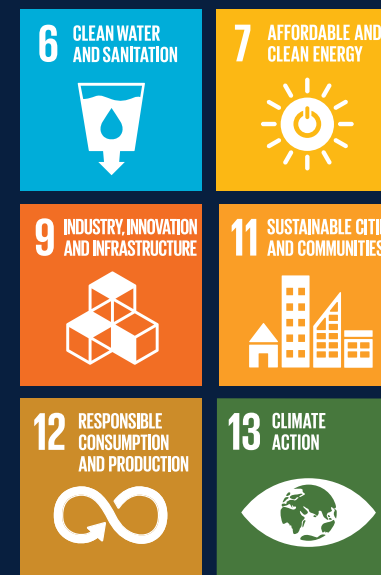 6 CLEAN WATER
AND SANITATION
7 AFFORDABLE AND
CLEAN ENERGY
9 INDUSTRY, INNOVATION
AND INFRASTRUCTURE
11 SUSTAINABLE CITI
AND COMMUNITIES
12 RESPONSIBLE
CONSUMPTION
AND PRODUCTION
13 CLIMATE
ACTION